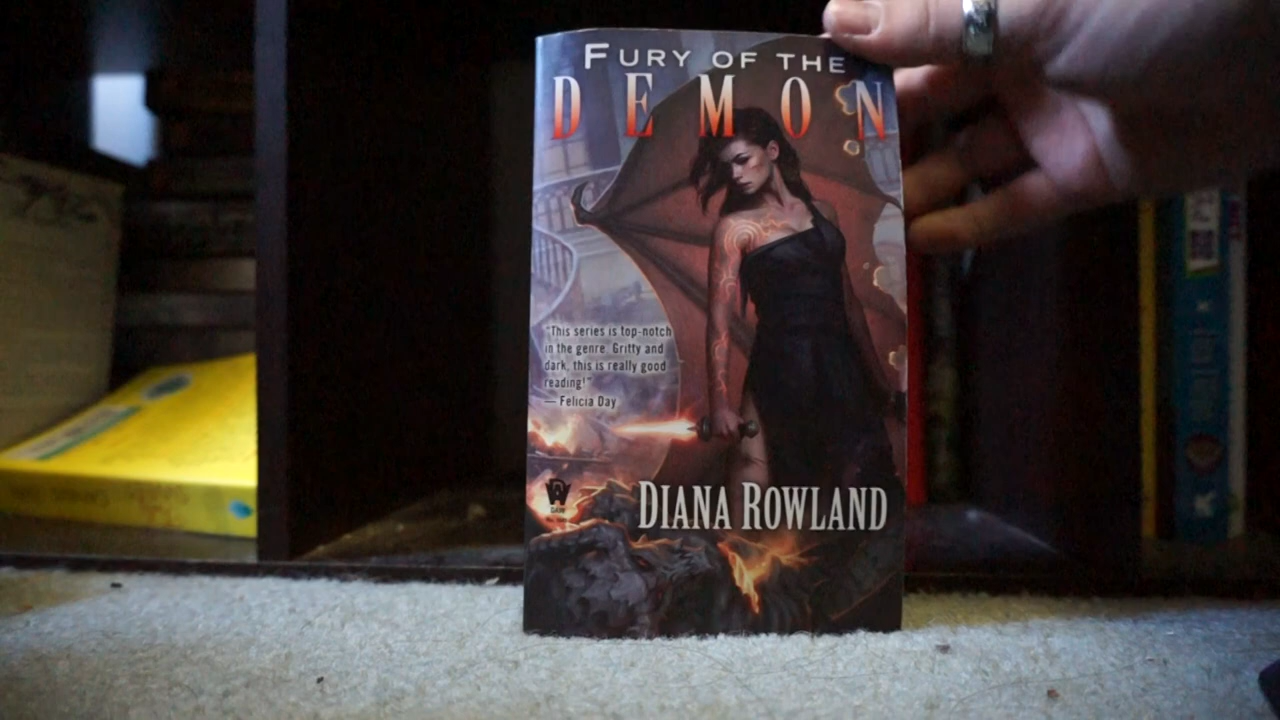 FURY OF THE
DEMON
"This series is top-notch
in the genre. Gritty and
dark, this is really good
reading!"
— Felicia Day
DAW
DIANA ROWLAND
K